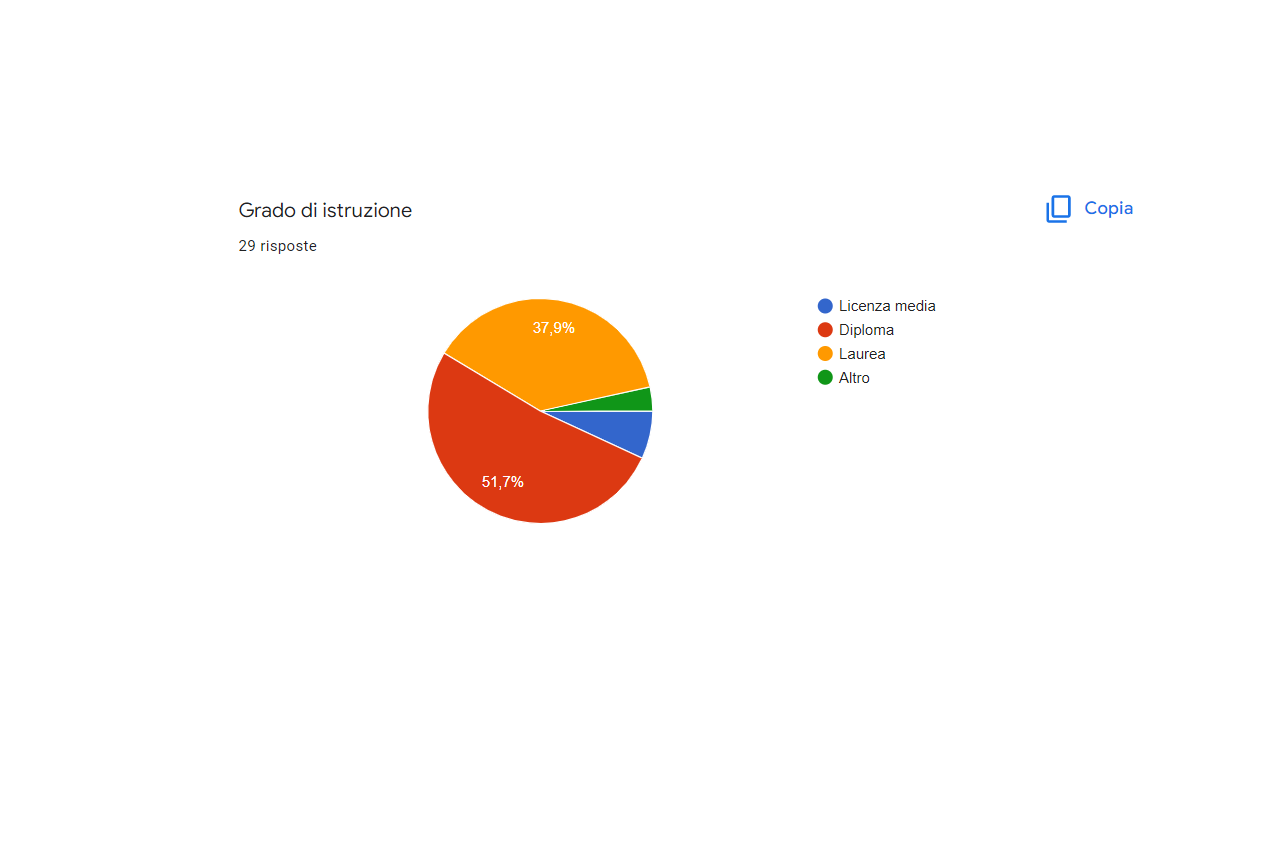 Grado di istruzione
Copia
29 risposte
37,9%
51,7%
Licenza media
Diploma
Laurea
Altro